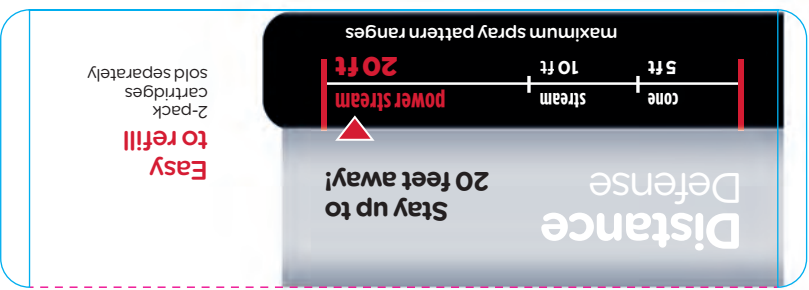 Distance
Defense
Stay up to
20 feet away!
cone
stream
power stream
5 ft
10 ft
20 ft
maximum spray pattern ranges
Easy
to refill
2-pack
cartridges
sold separately